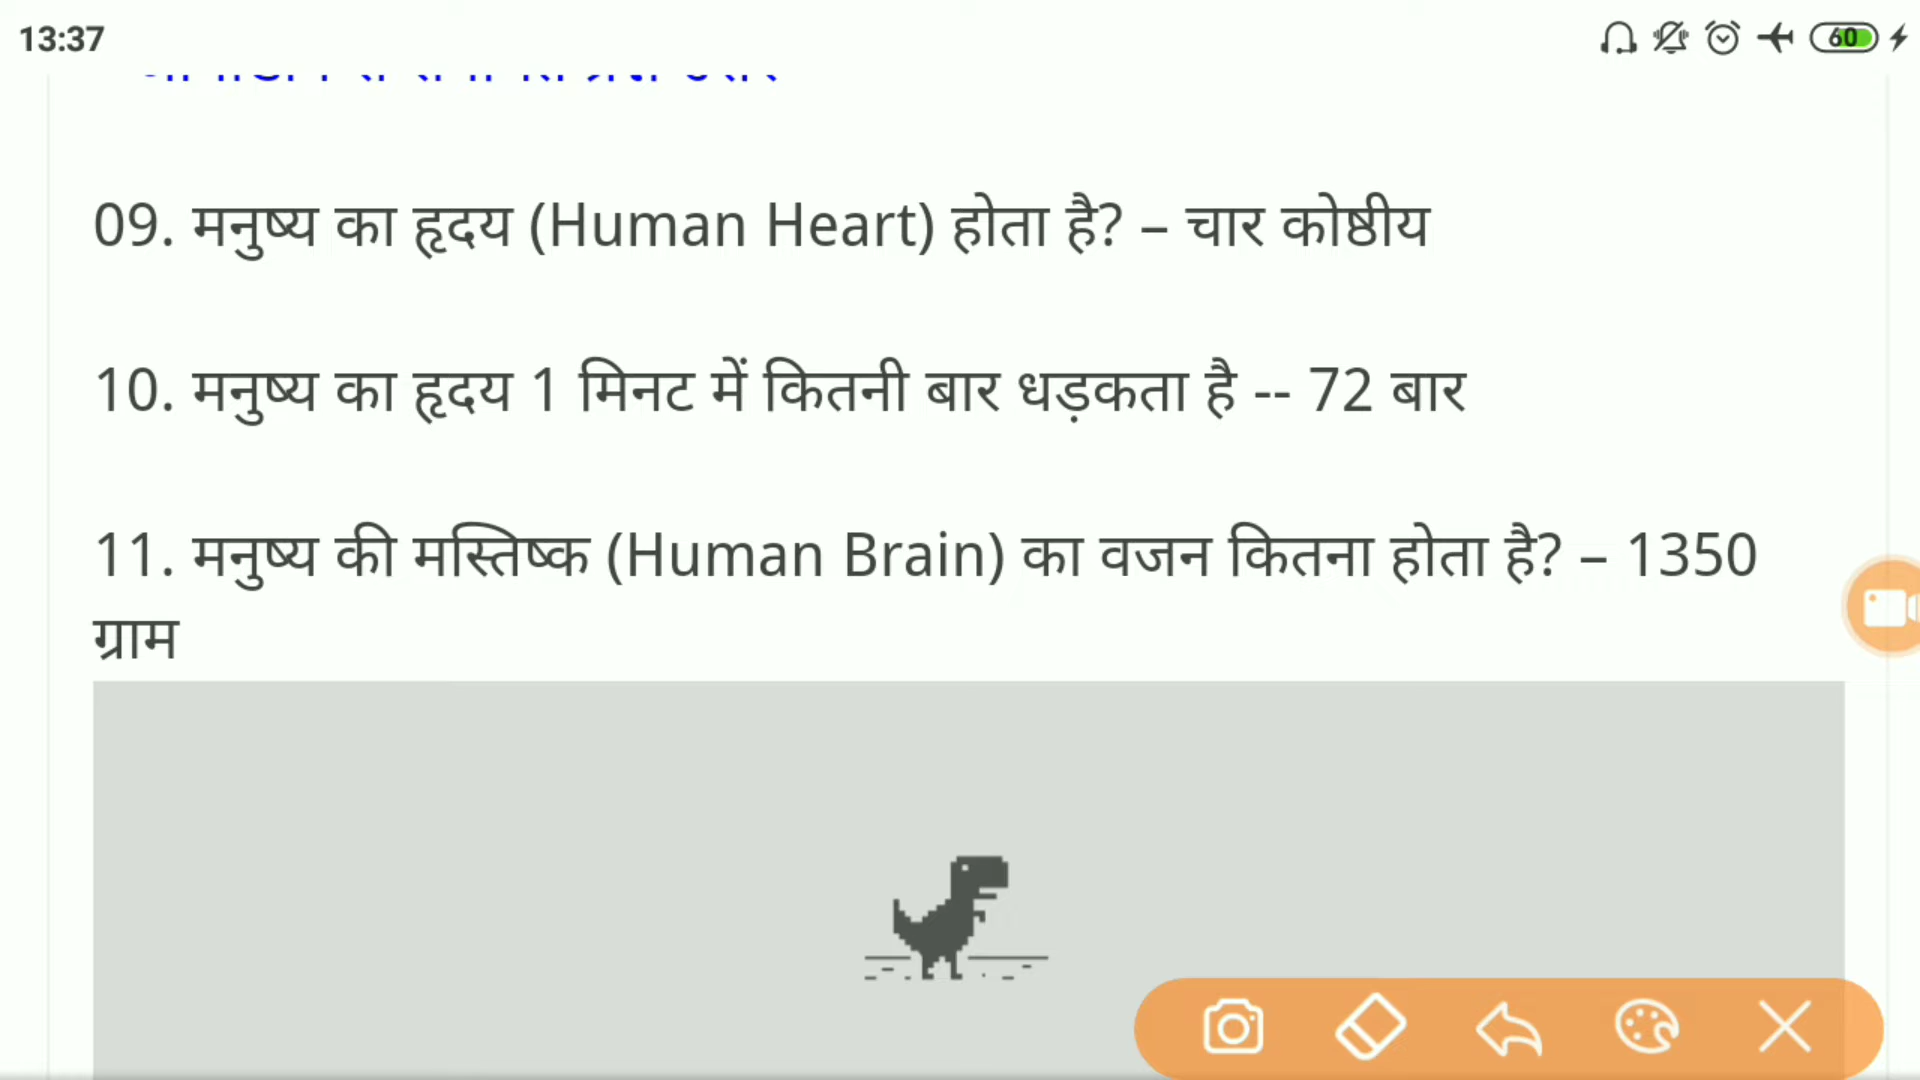 13:37
60
09. मनुष्य का हृदय (Human Heart) होता है? – चार कोष्ठीय
10. मनुष्य का हृदय 1 मिनट में कितनी बार धड़कता है -- 72 बार
11. मनुष्य की मस्तिष्क (Human Brain) का वजन कितना होता है? – 1350
ग्राम